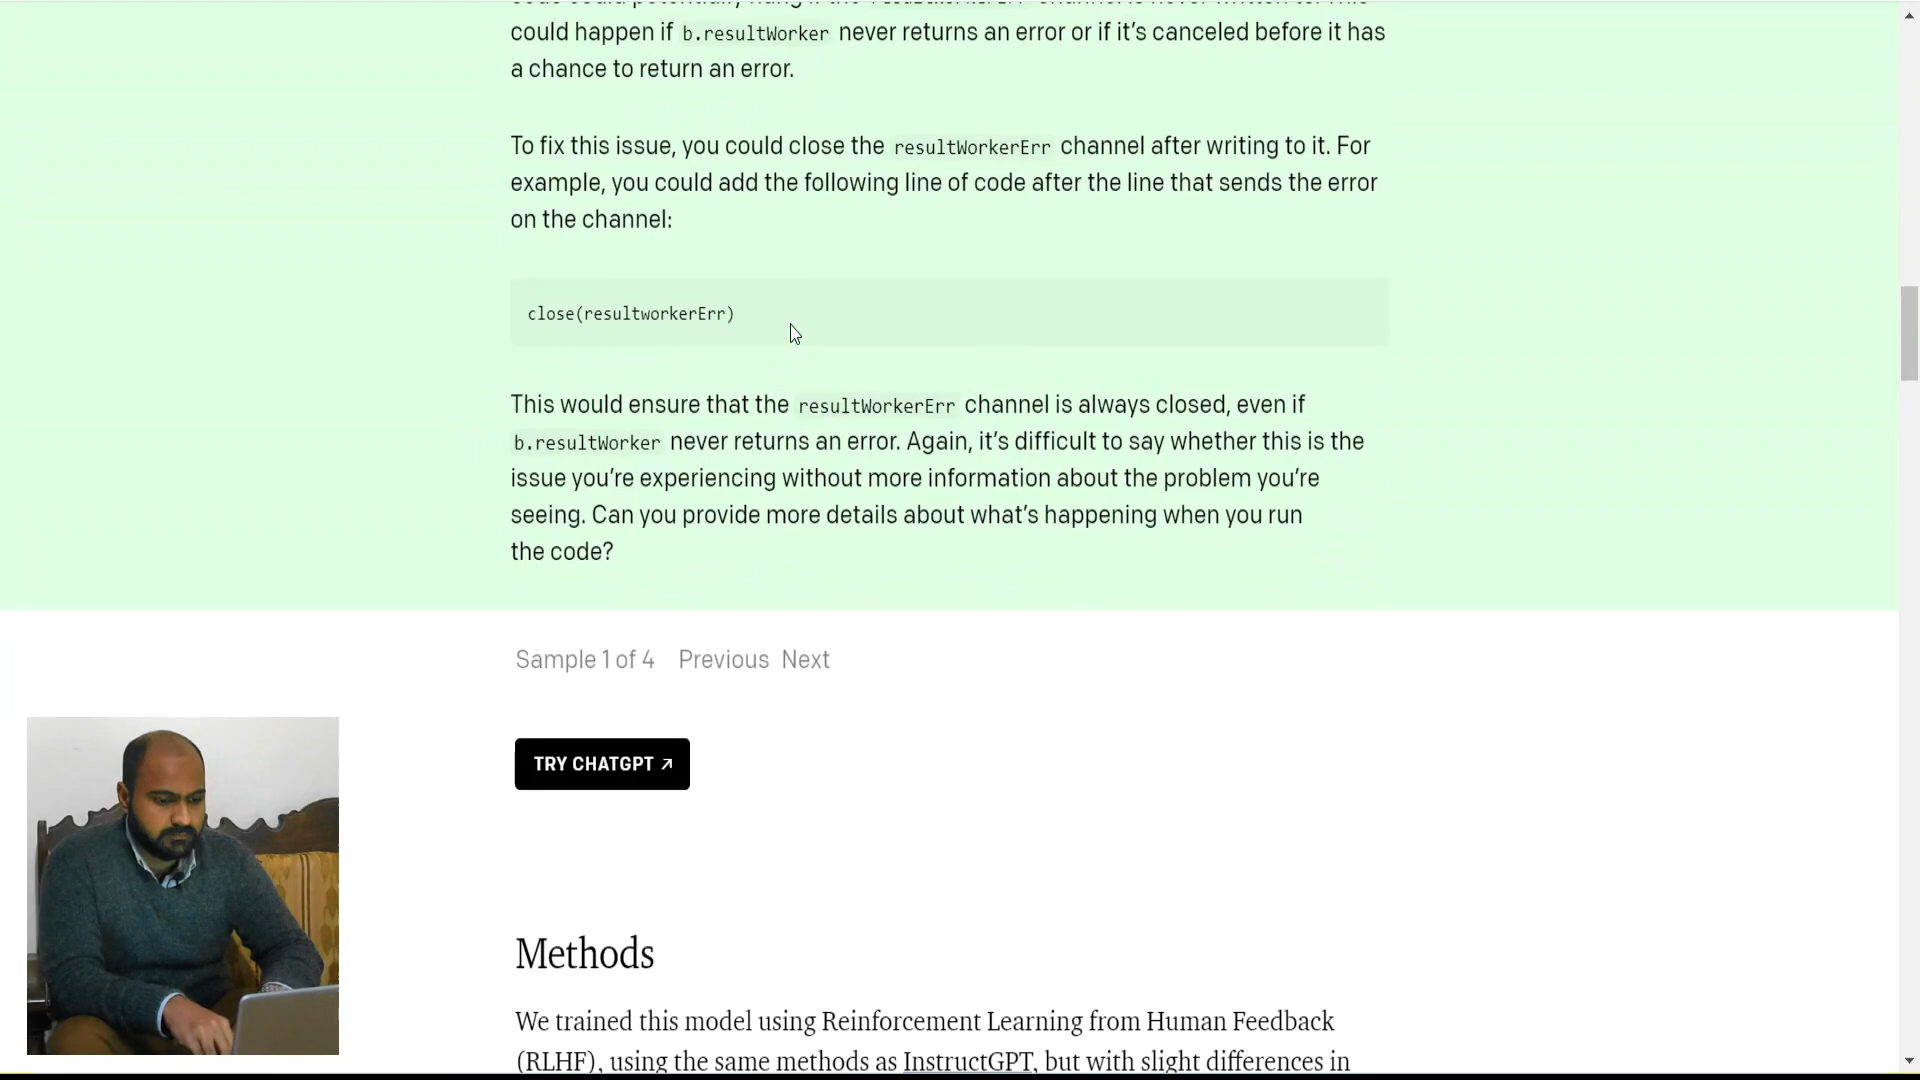 could happen if b.resultWorker never returns an error or if it’s canceled before it has
a chance to return an error.
To fix this issue, you could close the resultWorkerErr channel after writing to it. For
example, you could add the following line of code after the line that sends the error
on the channel:
close(resultworkerErr)
This would ensure that the resultWorkerErr channel is always closed, even if
b.resultWorker never returns an error. Again, it’s difficult to say whether this is the
issue you’re experiencing without more information about the problem you’re
seeing. Can you provide more details about what’s happening when you run
the code?
Sample 1 of 4 Previous Next
TRY CHATGPT ↗
Methods
We trained this model using Reinforcement Learning from Human Feedback
(RLHF), using the same methods as InstructGPT, but with slight differences in